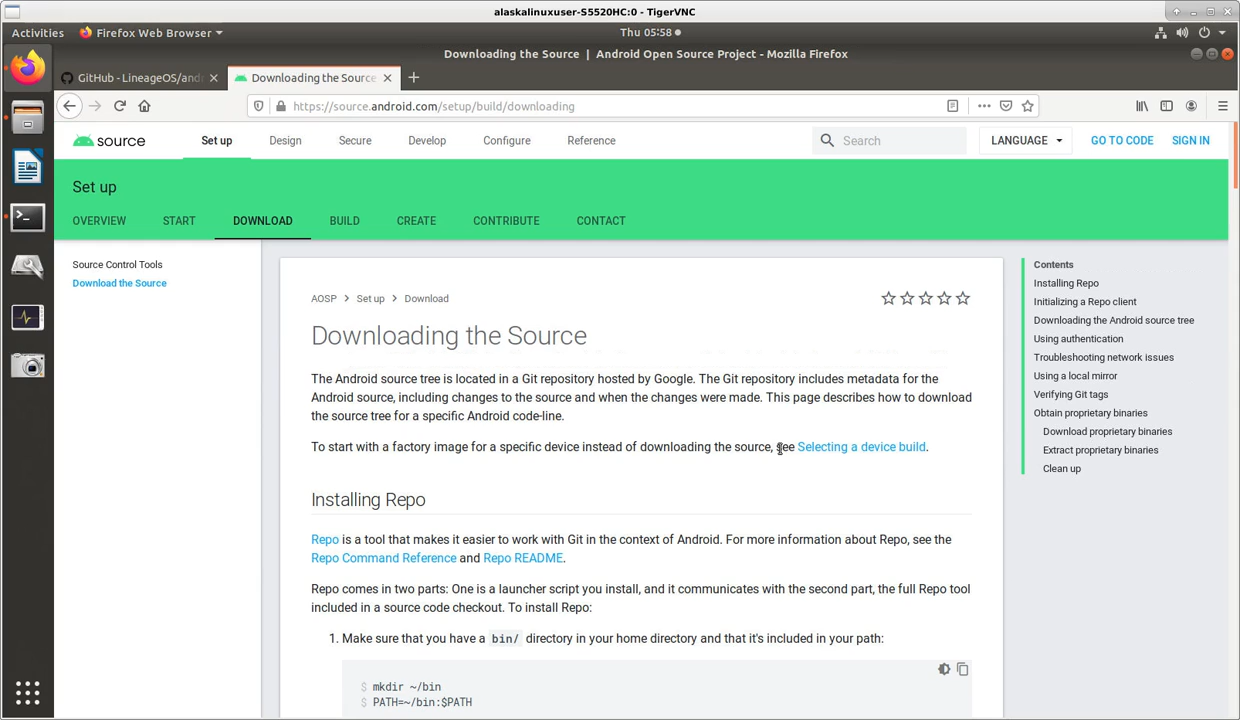 alaskalinuxuser-S5520HC:0 - TigerVNC
Activities Firefox Web Browser Thu 05:58
Downloading the Source | Android Open Source Project - Mozilla Firefox
GitHub - LineageOS/andr
Downloading the Source
https://source.android.com/setup/build/downloading
source Set up Design Secure Develop Configure Reference Search LANGUAGE GO TO CODE SIGN IN
Set up
OVERVIEW START DOWNLOAD BUILD CREATE CONTRIBUTE CONTACT
Source Control Tools
Download the Source
AOSP > Set up > Download
Downloading the Source
The Android source tree is located in a Git repository hosted by Google. The Git repository includes metadata for the
Android source, including changes to the source and when the changes were made. This page describes how to download
the source tree for a specific Android code-line.
To start with a factory image for a specific device instead of downloading the source, see Selecting a device build.
Installing Repo
Repo is a tool that makes it easier to work with Git in the context of Android. For more information about Repo, see the
Repo Command Reference and Repo README.
Repo comes in two parts: One is a launcher script you install, and it communicates with the second part, the full Repo tool
included in a source code checkout. To install Repo:
1. Make sure that you have a bin/ directory in your home directory and that it's included in your path:
$ mkdir ~/bin
$ PATH=~/bin:$PATH
Contents
Installing Repo
Initializing a Repo client
Downloading the Android source tree
Using authentication
Troubleshooting network issues
Using a local mirror
Verifying Git tags
Obtain proprietary binaries
Download proprietary binaries
Extract proprietary binaries
Clean up